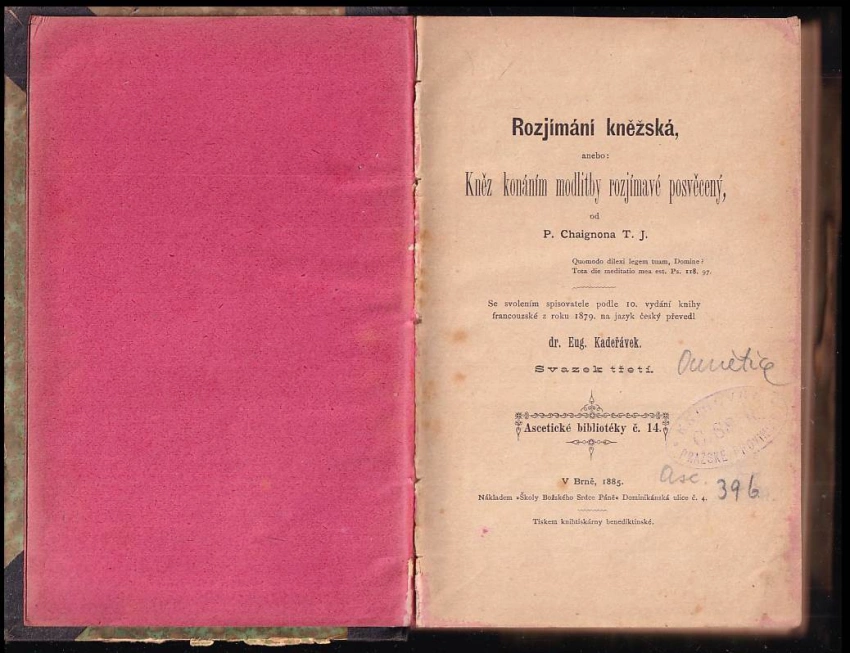 Rozjímání kněžská,
anebo:
Kněz konáním modlitby rozjímavé posvěcený,
od
P. Chaignona T. J.
Quomodo dilexi legem tuam, Domine?
Tota die meditatio mea est. Ps. 118. 97.
Se svolením spisovatele podle 10. vydání knihy
francouzské z roku 1879. na jazyk český převedl
dr. Eug. Kadeřávek.
Svazek třetí.
Ascetické bibliotéky č. 14.
V Brně, 1885.
Asc. 396
Nákladem »Školy Božského Srdce Páně« Dominikánská ulice č. 4.
Tiskem knihtiskárny benediktinské.